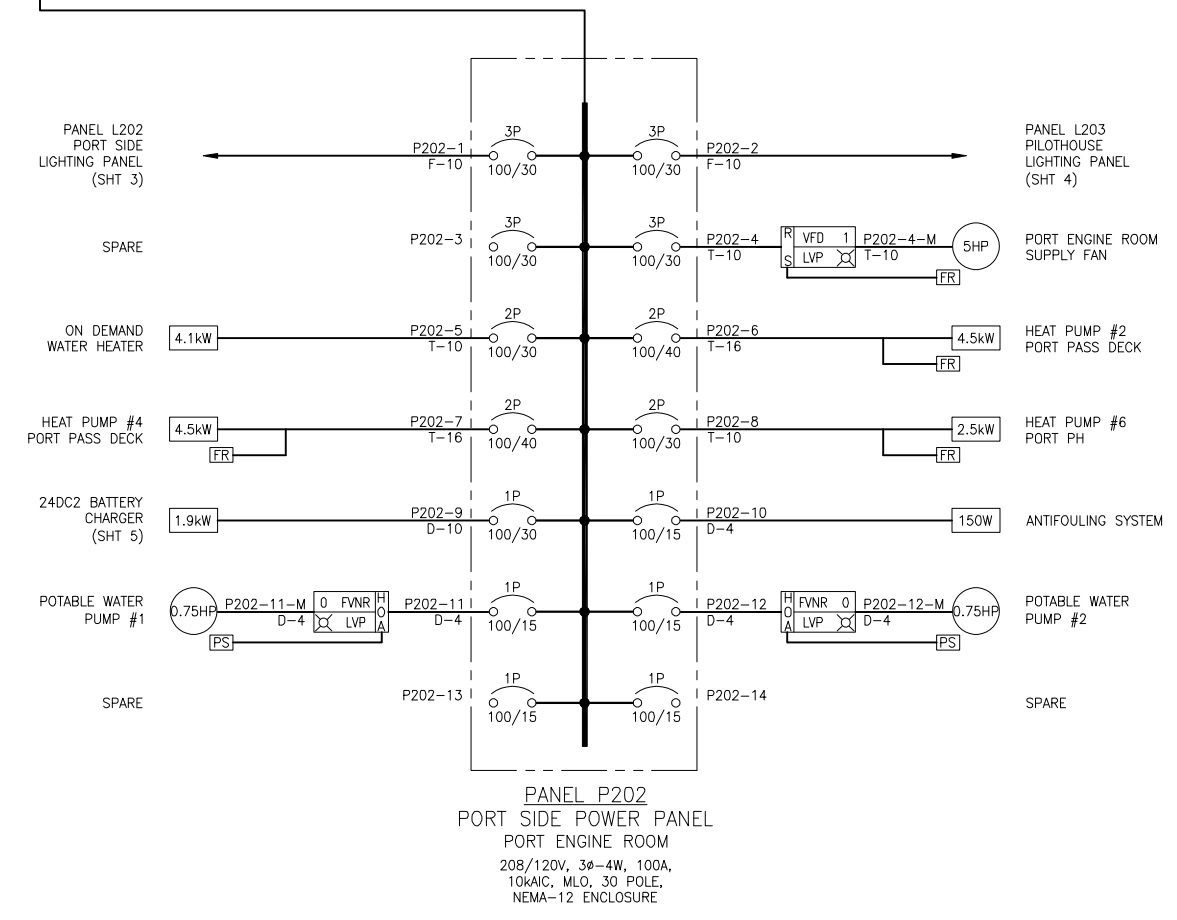 PANEL L202
PORT SIDE
LIGHTING PANEL
(SHT 3)
P202-1
F-10
3P
100/30
3P
100/30
P202-2
F-10
PANEL L203
PILOTHOUSE
LIGHTING PANEL
(SHT 4)
SPARE
P202-3
3P
100/30
3P
100/30
P202-4
T-10
R
S
VFD 1
LVP
P202-4-M
T-10
5HP
FR
PORT ENGINE ROOM
SUPPLY FAN
ON DEMAND
WATER HEATER
4.1kW
P202-5
T-10
2P
100/30
2P
100/40
P202-6
T-16
4.5kW
FR
HEAT PUMP #2
PORT PASS DECK
HEAT PUMP #4
PORT PASS DECK
4.5kW
FR
P202-7
T-16
2P
100/40
2P
100/30
P202-8
T-10
2.5kW
FR
HEAT PUMP #6
PORT PH
24DC2 BATTERY
CHARGER
(SHT 5)
1.9kW
P202-9
D-10
1P
100/30
1P
100/15
P202-10
D-4
150W
ANTIFOULING SYSTEM
POTABLE WATER
PUMP #1
0.75HP
P202-11-M
D-4
PS
0 FVNR
LVP
H
O
A
P202-11
D-4
1P
100/15
1P
100/15
P202-12
D-4
H
O
A
FVNR 0
LVP
P202-12-M
D-4
0.75HP
PS
POTABLE WATER
PUMP #2
SPARE
P202-13
1P
100/15
1P
100/15
P202-14
SPARE
PANEL P202
PORT SIDE POWER PANEL
PORT ENGINE ROOM
208/120V, 3ø-4W, 100A,
10kAIC, MLO, 30 POLE,
NEMA-12 ENCLOSURE